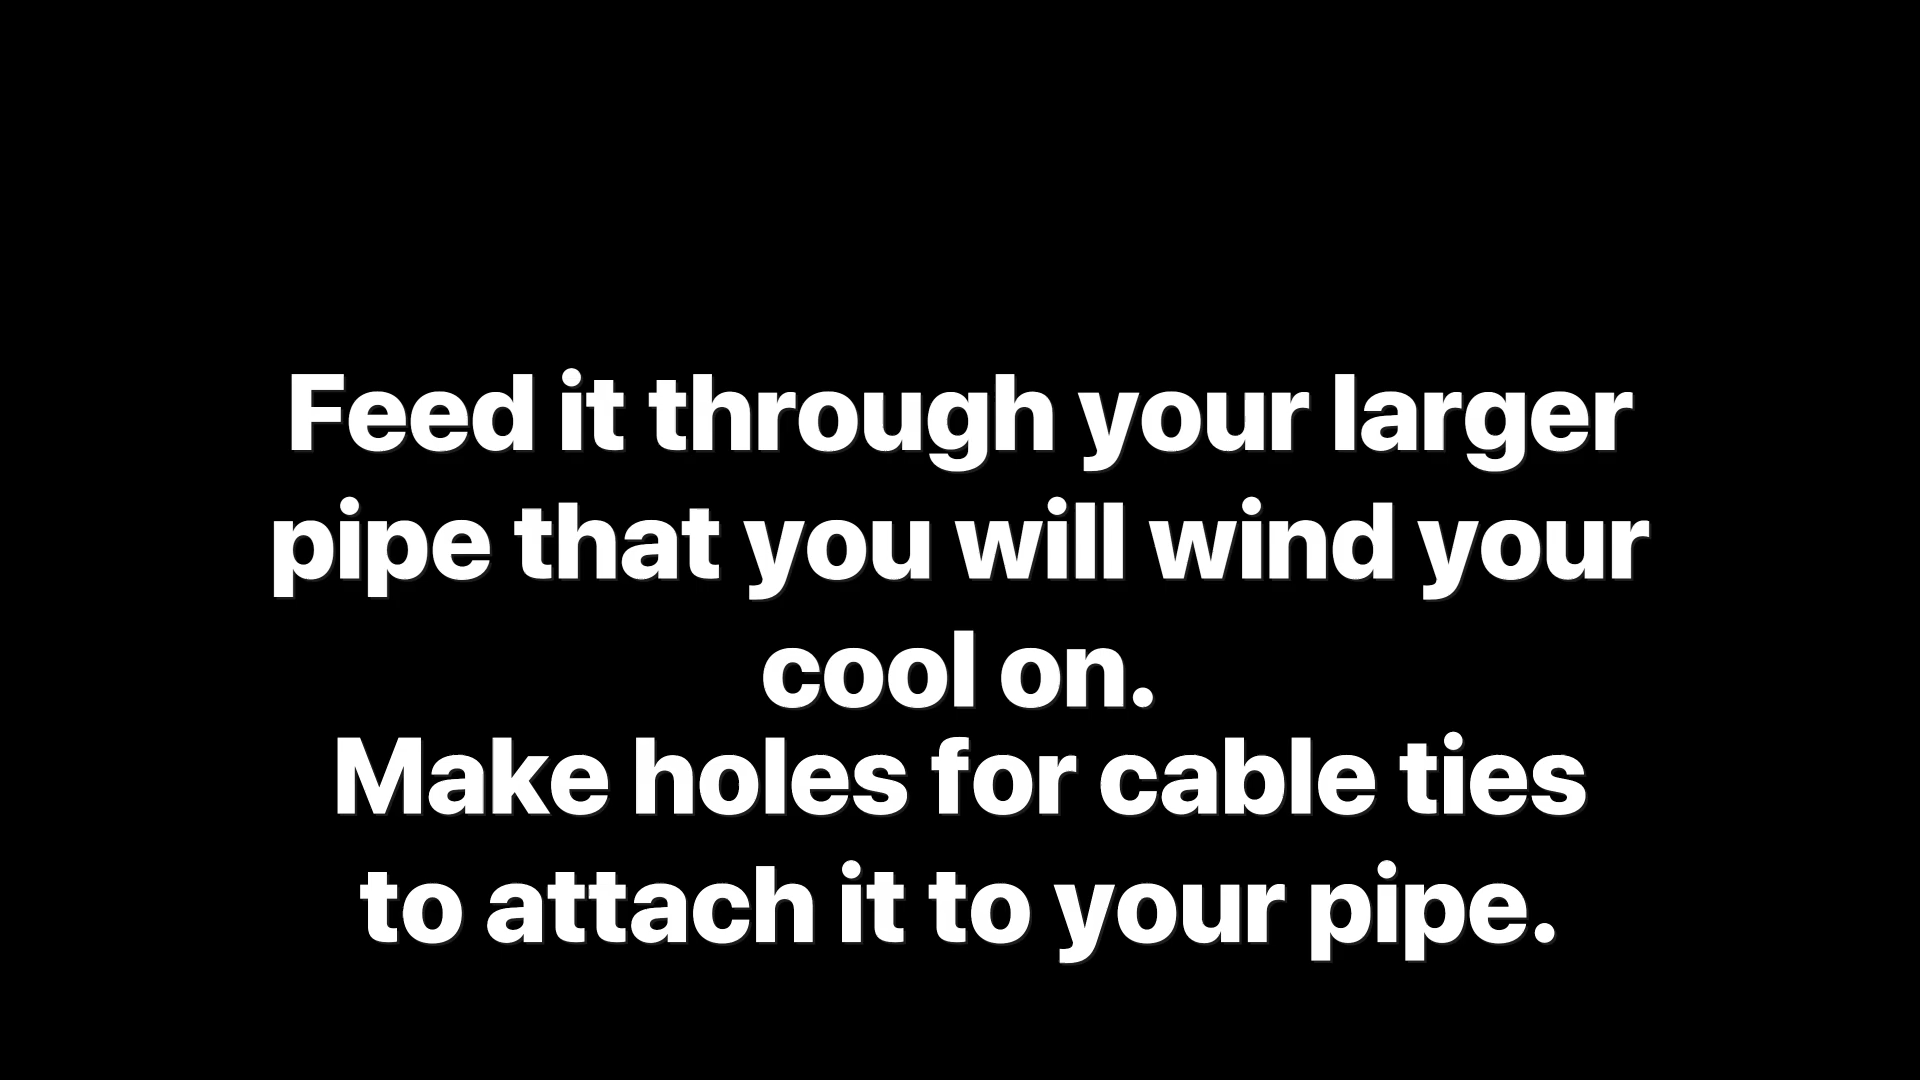 Feed it through your larger
pipe that you will wind your
cool on.
Make holes for cable ties
to attach it to your pipe.